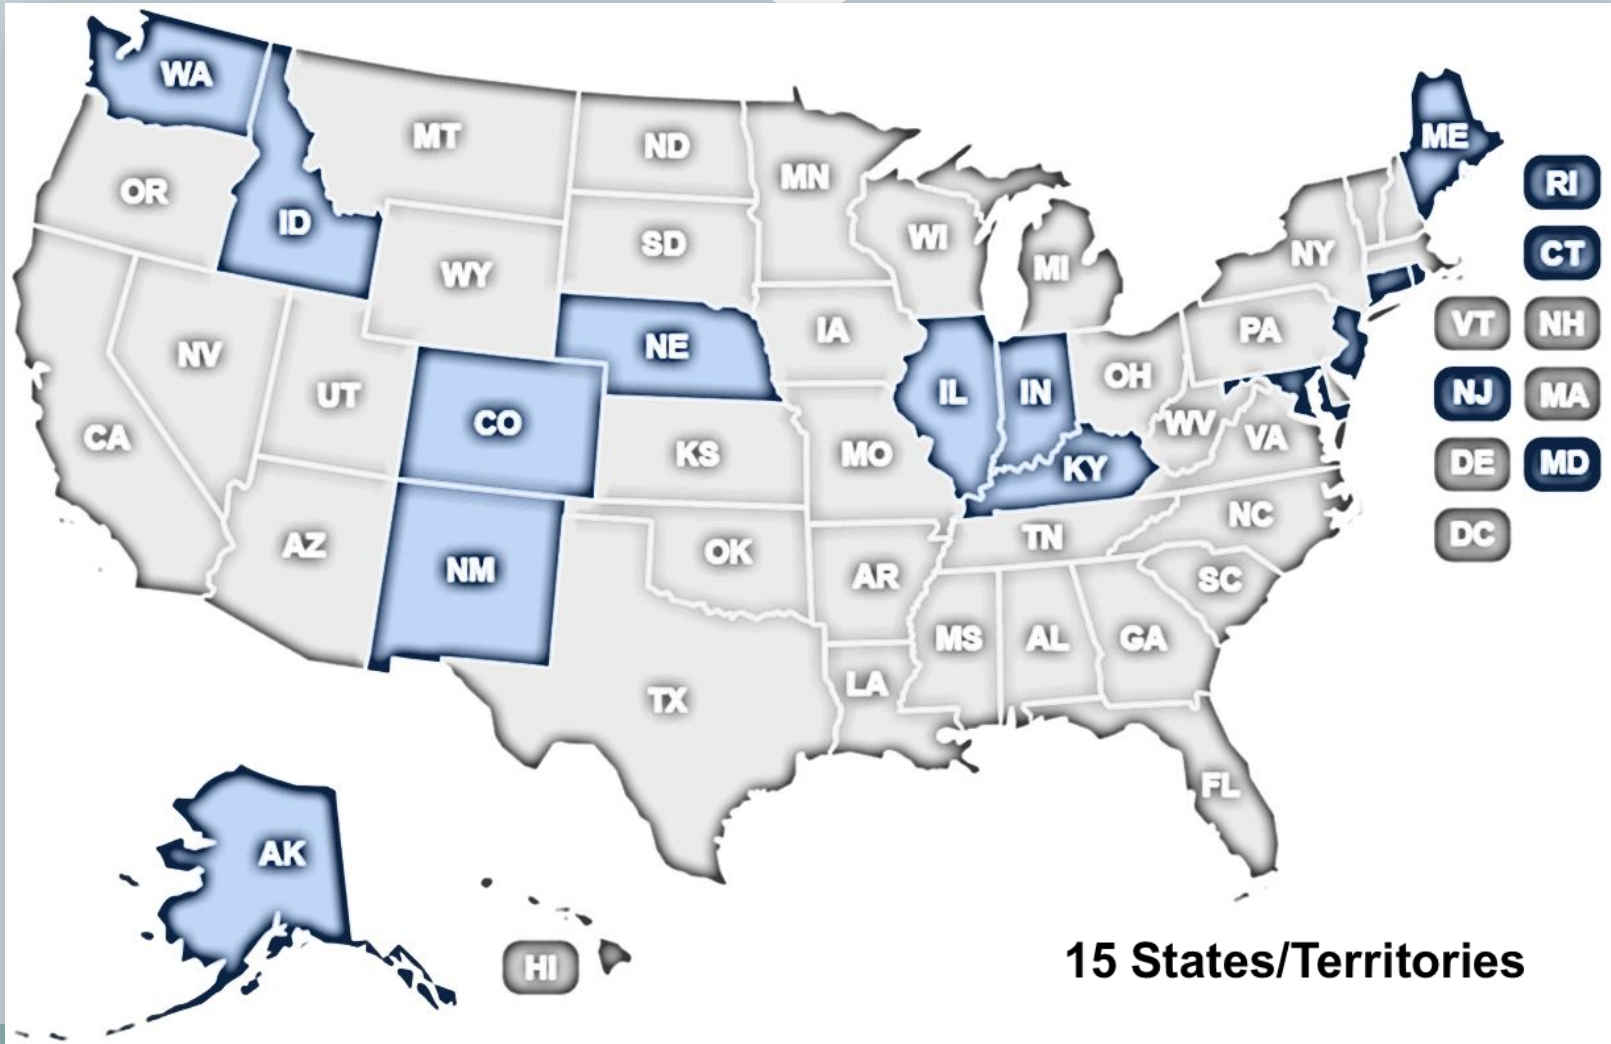 WA
MT
ND
MN
OR
ID
WY
SD
WI
MI
NY
ME
RI
CT
VT
NH
NJ
MA
DE
MD
DC
NV
UT
CO
NE
IA
IL
IN
OH
PA
CA
KS
MO
KY
WV
VA
AZ
NM
OK
AR
TN
NC
SC
TX
LA
MS
AL
GA
FL
AK
HI
15 States/Territories